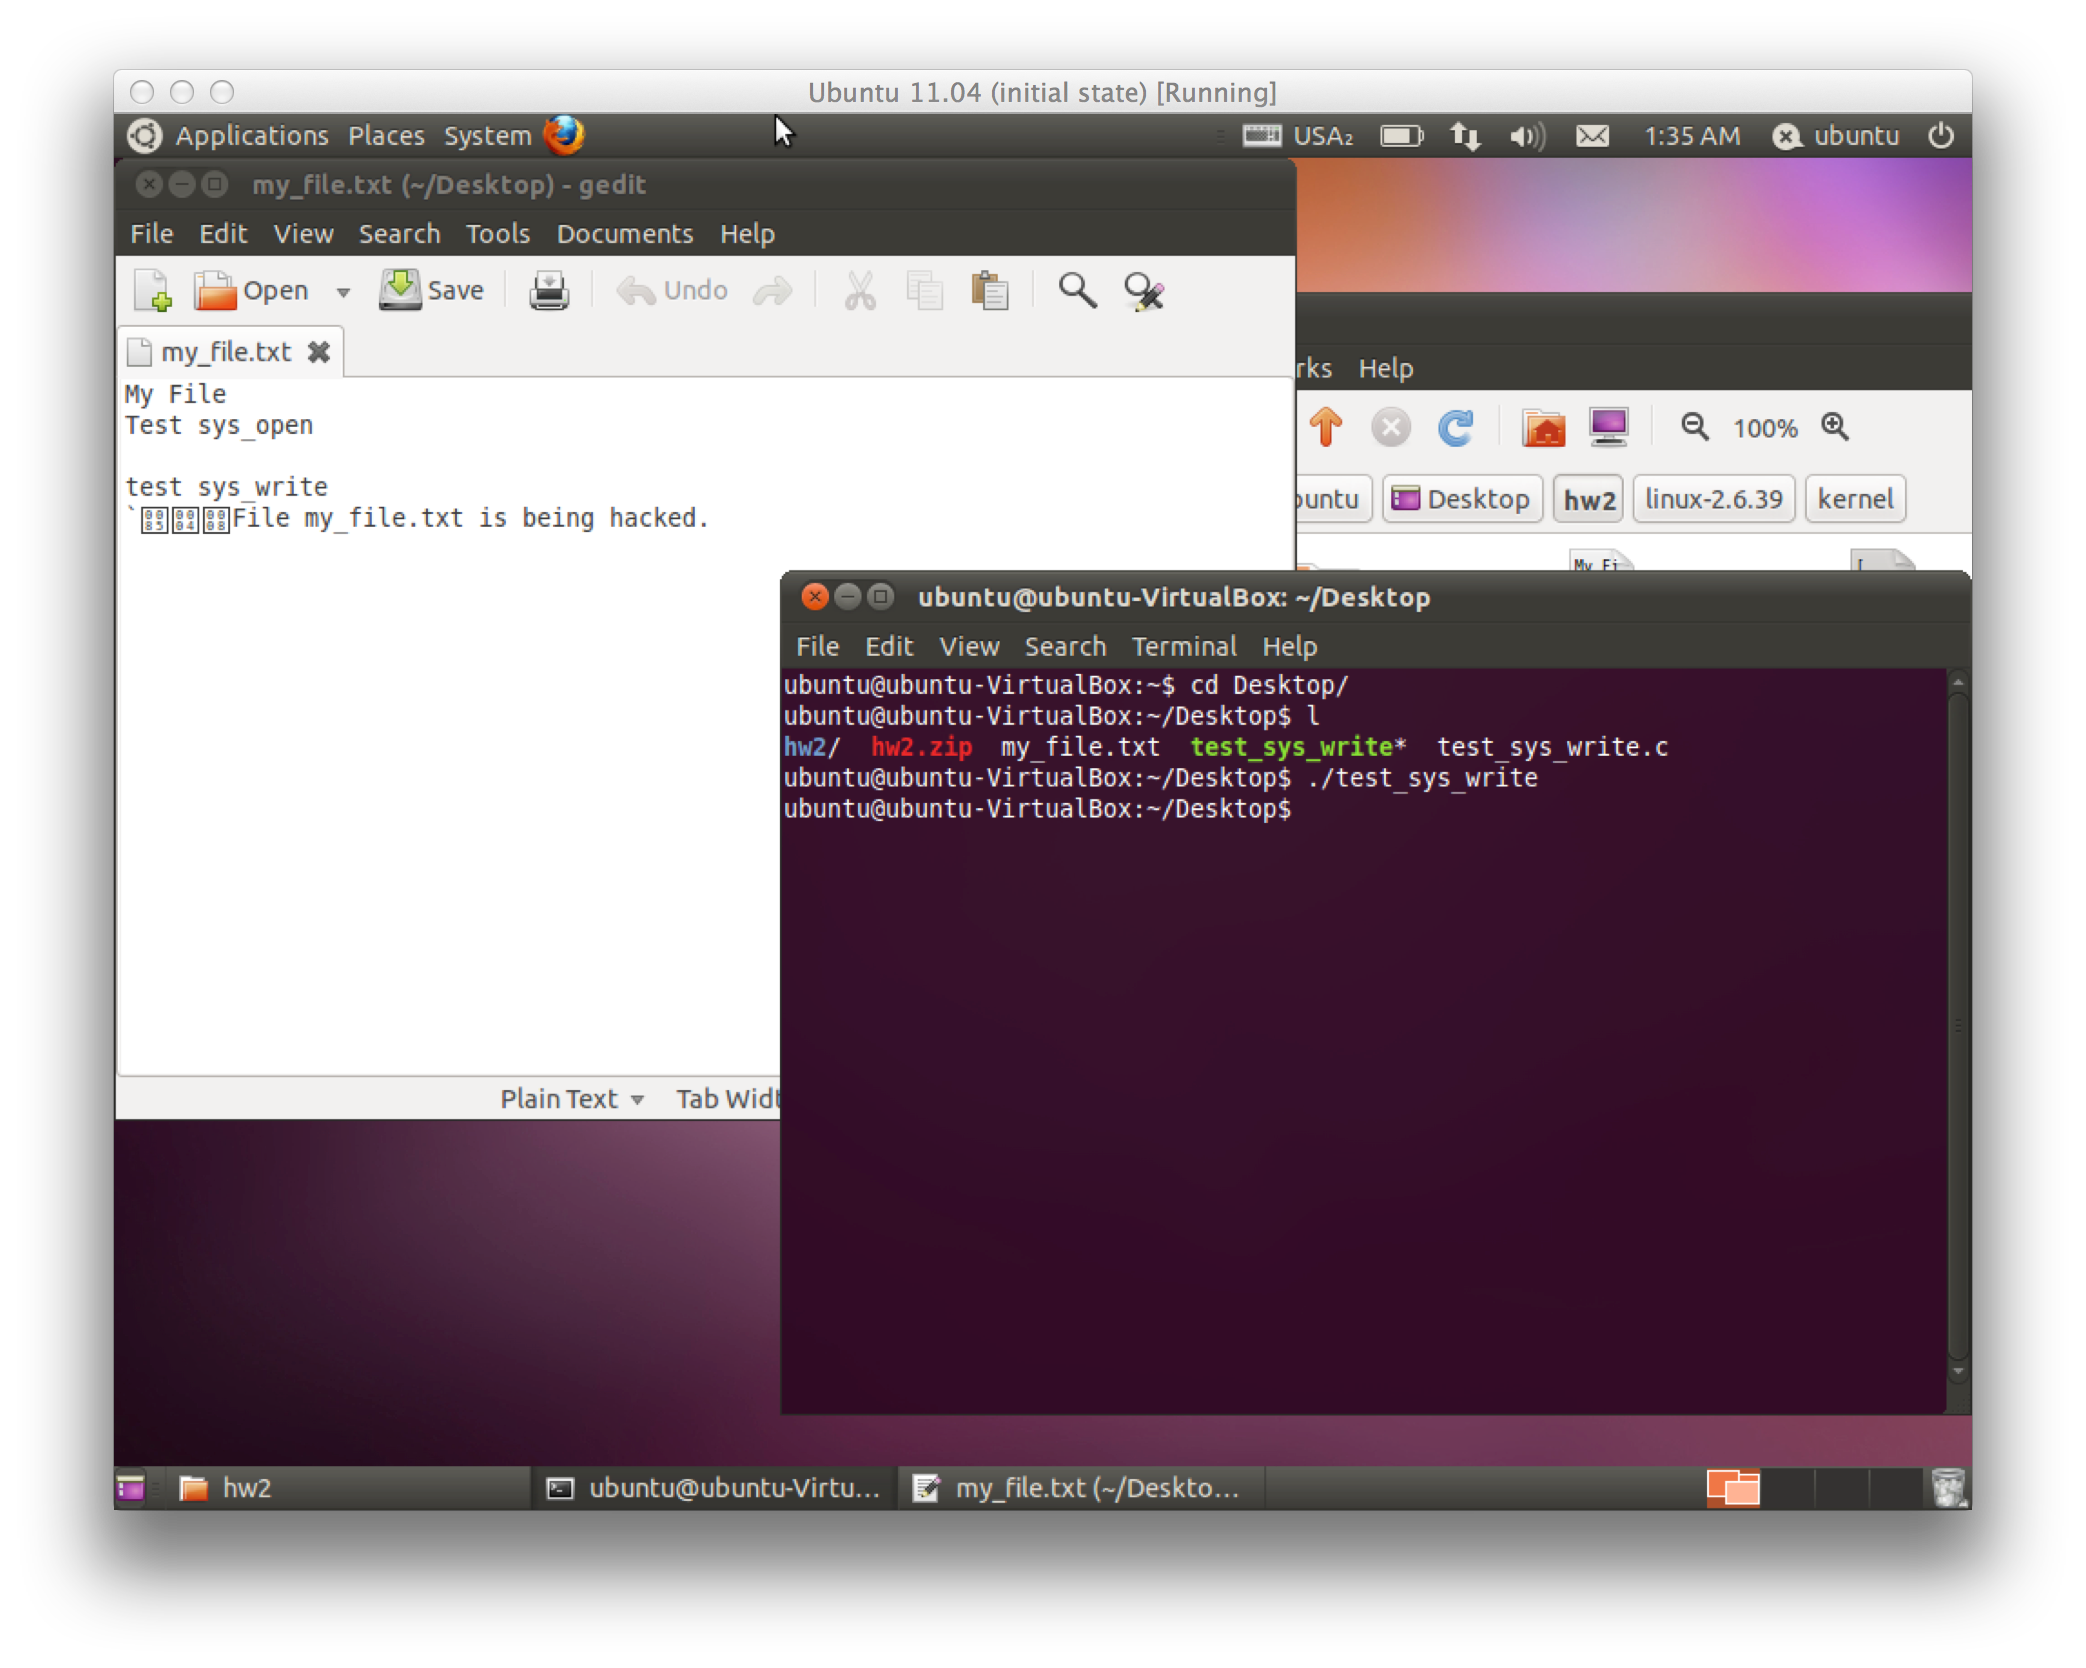 Ubuntu 11.04 (initial state) [Running]
Applications Places System USA2 1:35 AM ubuntu
my_file.txt (~/Desktop) - gedit
File Edit View Search Tools Documents Help
Open Save Undo
my_file.txt
My File
Test sys_open
test sys_write
`File my_file.txt is being hacked.
Plain Text Tab Widt
rks Help
100%
buntu Desktop hw2 linux-2.6.39 kernel
My Fi
ubuntu@ubuntu-VirtualBox: ~/Desktop
File Edit View Search Terminal Help
ubuntu@ubuntu-VirtualBox:~$ cd Desktop/
ubuntu@ubuntu-VirtualBox:~/Desktop$ l
hw2/ hw2.zip my_file.txt test_sys_write* test_sys_write.c
ubuntu@ubuntu-VirtualBox:~/Desktop$ ./test_sys_write
ubuntu@ubuntu-VirtualBox:~/Desktop$
hw2 ubuntu@ubuntu-Virtu... my_file.txt (~/Deskto...